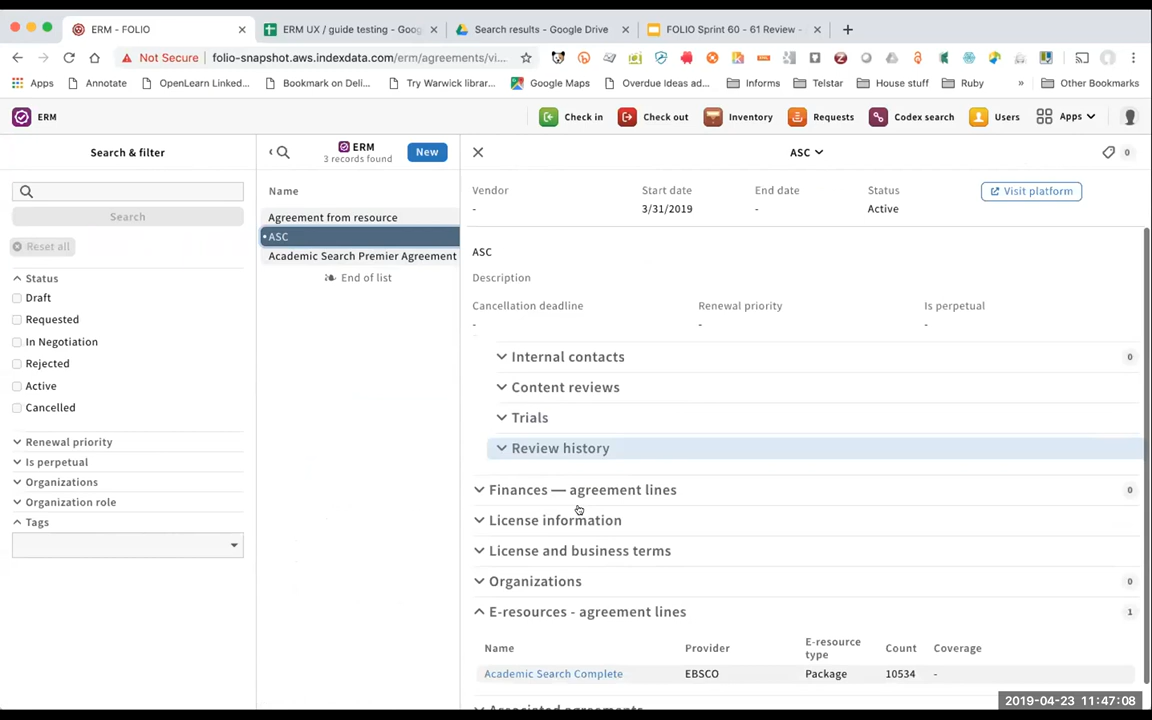 ERM - FOLIO
ERM UX / guide testing - Goog
Search results - Google Drive
FOLIO Sprint 60 - 61 Review -
Not Secure
folio-snapshot.aws.indexdata.com/erm/agreements/vi...
Apps
Annotate
OpenLearn Linked...
Bookmark on Deli...
Try Warwick librar...
Google Maps
Overdue Ideas ad...
Informs
Telstar
House stuff
Ruby
»
Other Bookmarks
ERM
Check in
Check out
Inventory
Requests
Codex search
Users
Apps
Search & filter
Search
Reset all
Status
Draft
Requested
In Negotiation
Rejected
Active
Cancelled
Renewal priority
Is perpetual
Organizations
Organization role
Tags
ERM
3 records found
New
Name
Agreement from resource
ASC
Academic Search Premier Agreement
End of list
ASC
0
Vendor
-
Start date
3/31/2019
End date
-
Status
Active
Visit platform
ASC
Description
Cancellation deadline
-
Renewal priority
-
Is perpetual
-
Internal contacts 0
Content reviews
Trials
Review history
Finances — agreement lines 0
License information
License and business terms
Organizations 0
E-resources - agreement lines 1
Name Provider E-resource type Count Coverage
Academic Search Complete EBSCO Package 10534 -
Associated agreements
2019-04-23 11:47:08